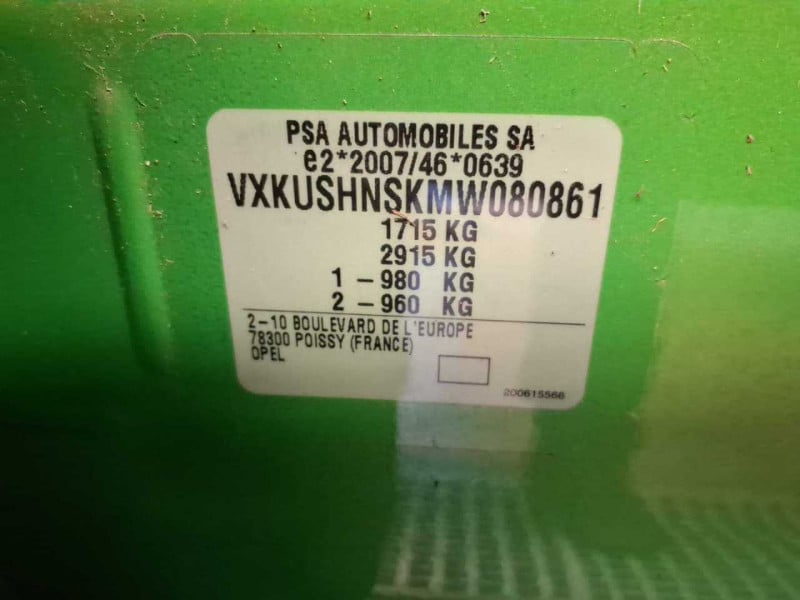 PSA AUTOMOBILES SA
e2*2007/46*0639
VXKUSHNSKMW080861
1715 KG
2915 KG
1 – 980 KG
2 – 960 KG
2–10 BOULEVARD DE L'EUROPE
78300 POISSY (FRANCE)
OPEL
200615566